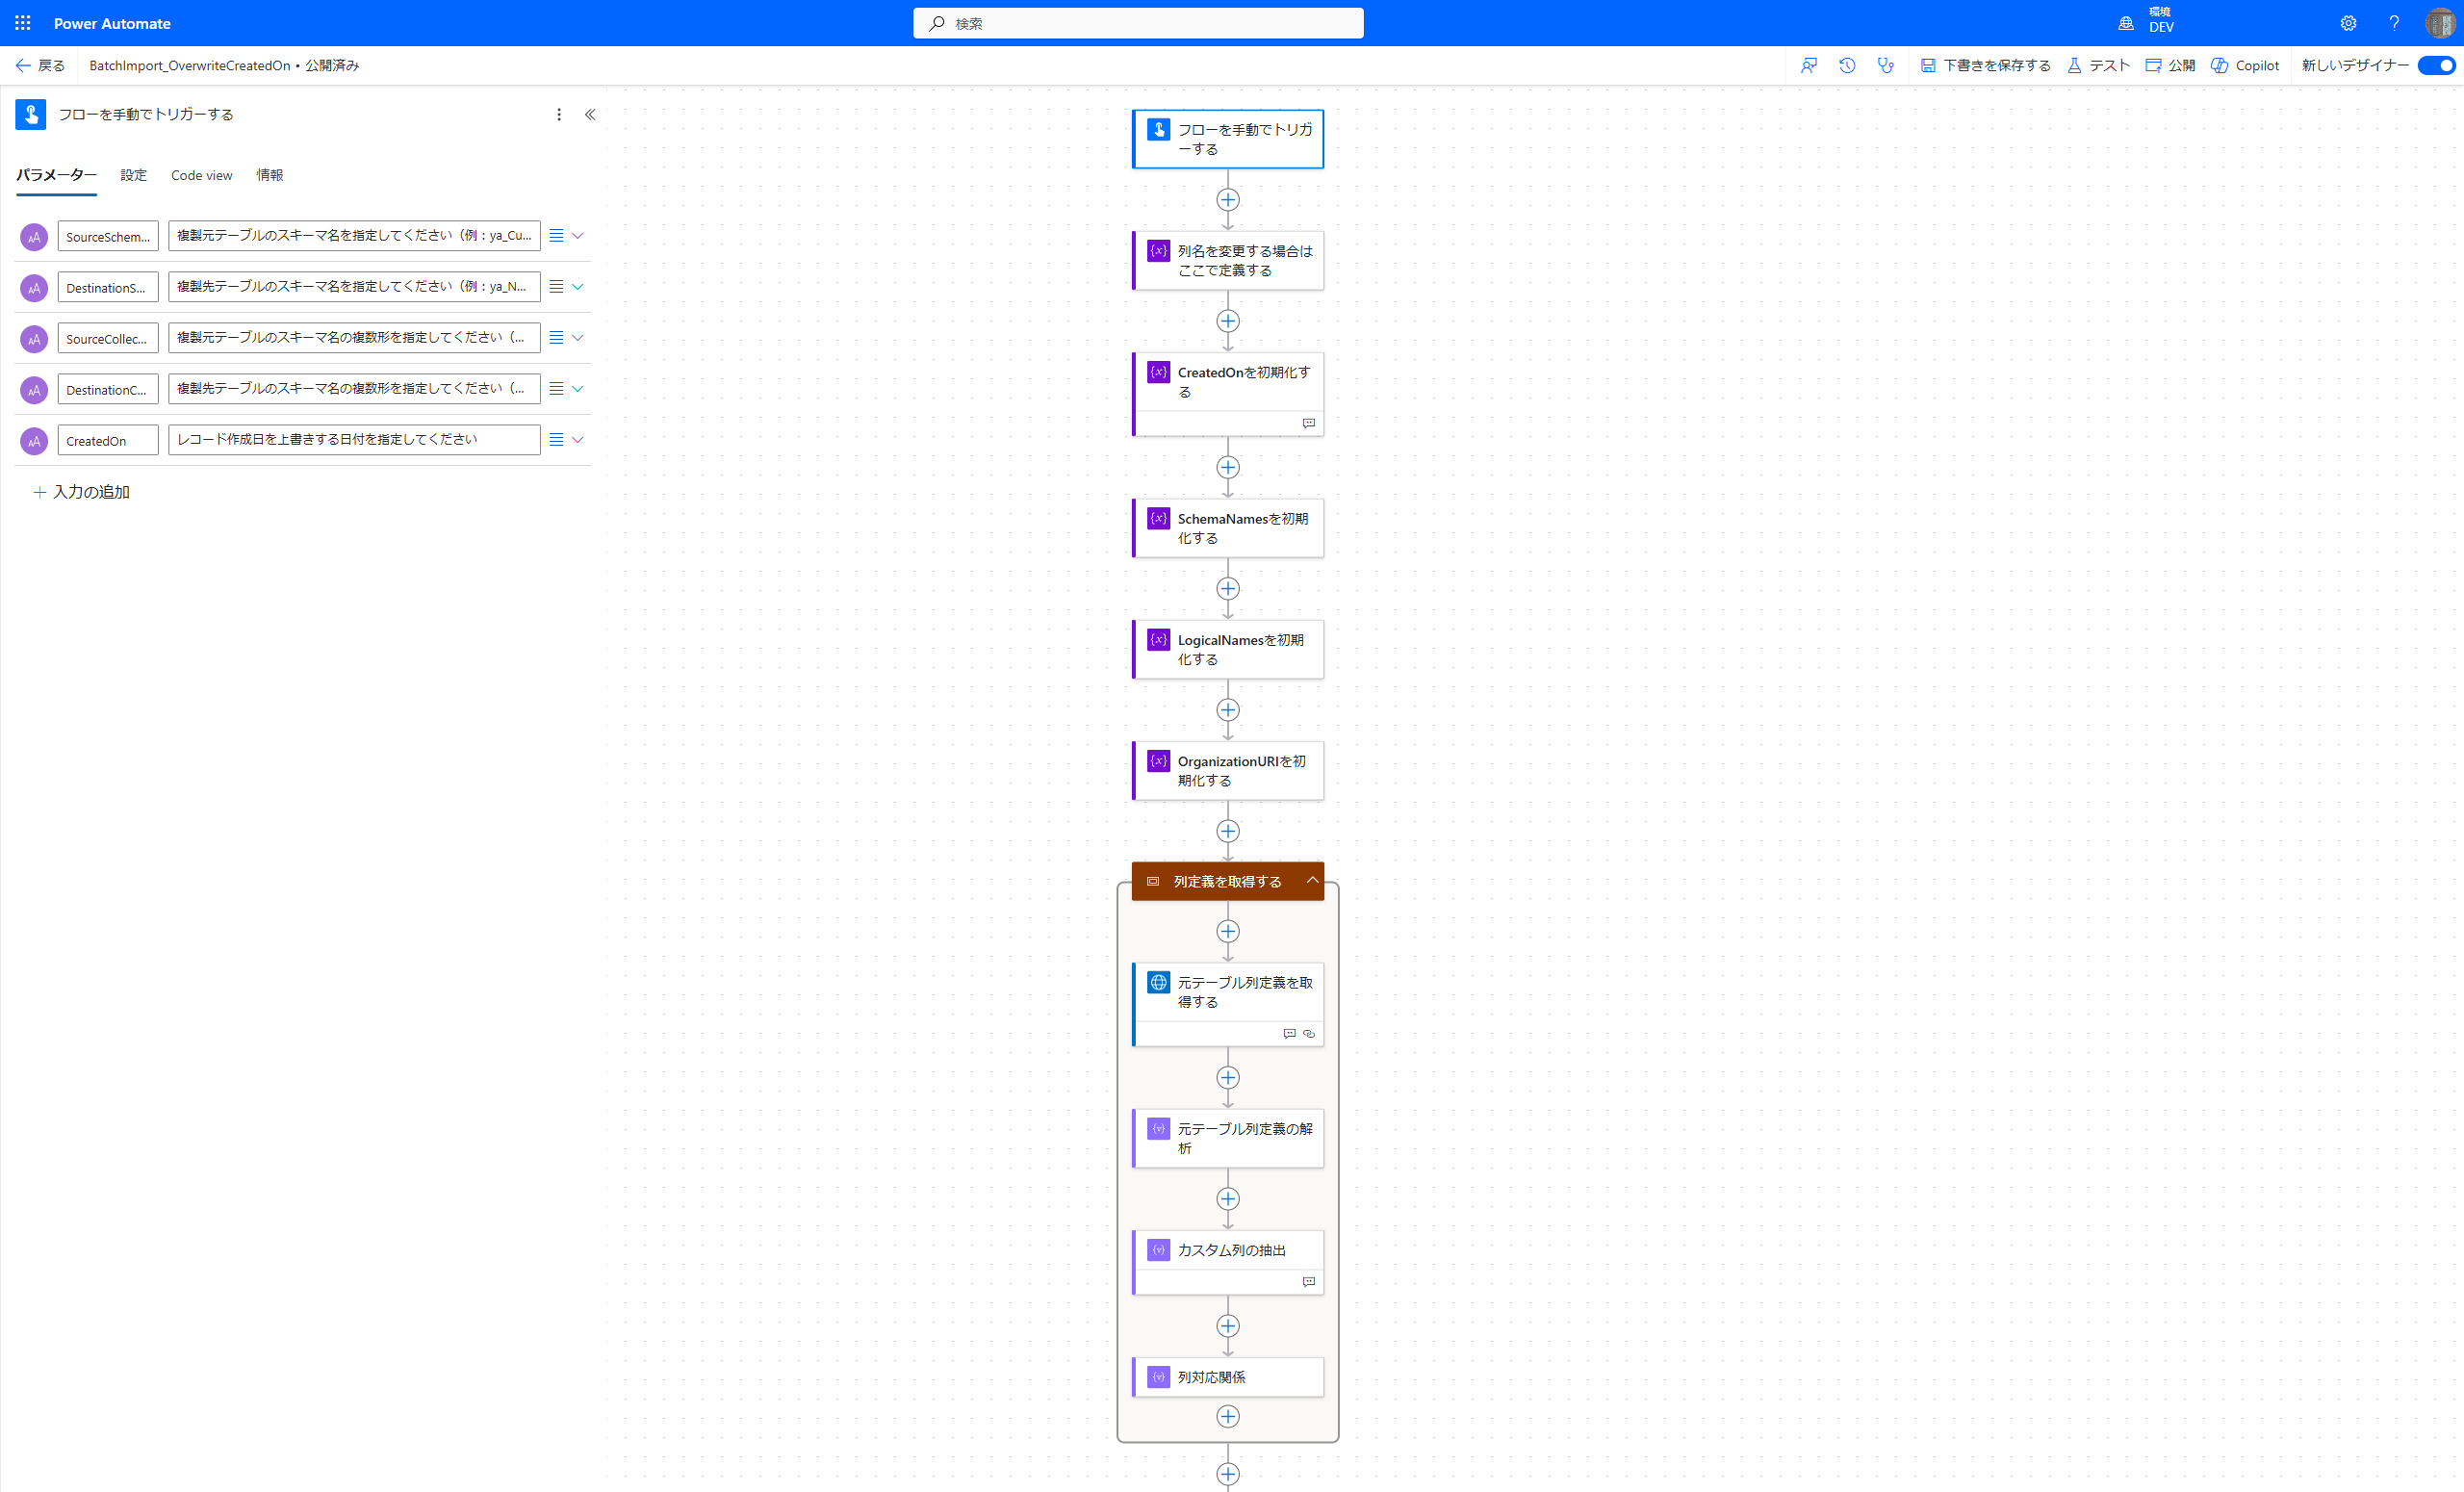 Power Automate
検索
環境
DEV
戻る
BatchImport_OverwriteCreatedOn • 公開済み
下書きを保存する
テスト
公開
Copilot
新しいデザイナー
フローを手動でトリガーする
パラメーター
設定
Code view
情報
SourceSchem...
複製元テーブルのスキーマ名を指定してください（例：ya_Cu...
DestinationS...
複製先テーブルのスキーマ名を指定してください（例：ya_N...
SourceCollec...
複製元テーブルのスキーマ名の複数形を指定してください（...
DestinationC...
複製先テーブルのスキーマ名の複数形を指定してください（...
CreatedOn
レコード作成日を上書きする日付を指定してください
入力の追加
フローを手動でトリガ
ーする
列名を変更する場合は
ここで定義する
CreatedOnを初期化す
る
SchemaNamesを初期
化する
LogicalNamesを初期
化する
OrganizationURIを初
期化する
列定義を取得する
元テーブル列定義を取
得する
元テーブル列定義の解
析
カスタム列の抽出
列対応関係